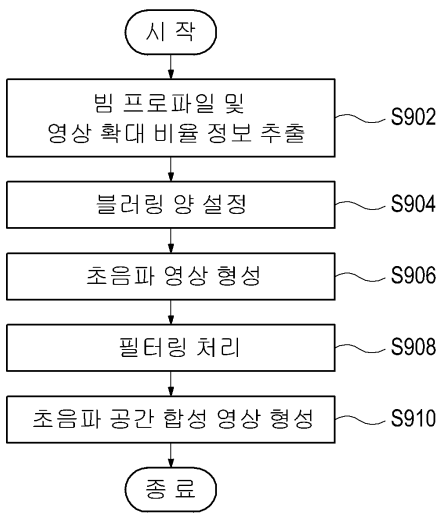 시 작
빔 프로파일 및
영상 확대 비율 정보 추출
S902
블러링 양 설정
S904
초음파 영상 형성
S906
필터링 처리
S908
초음파 공간 합성 영상 형성
S910
종 료